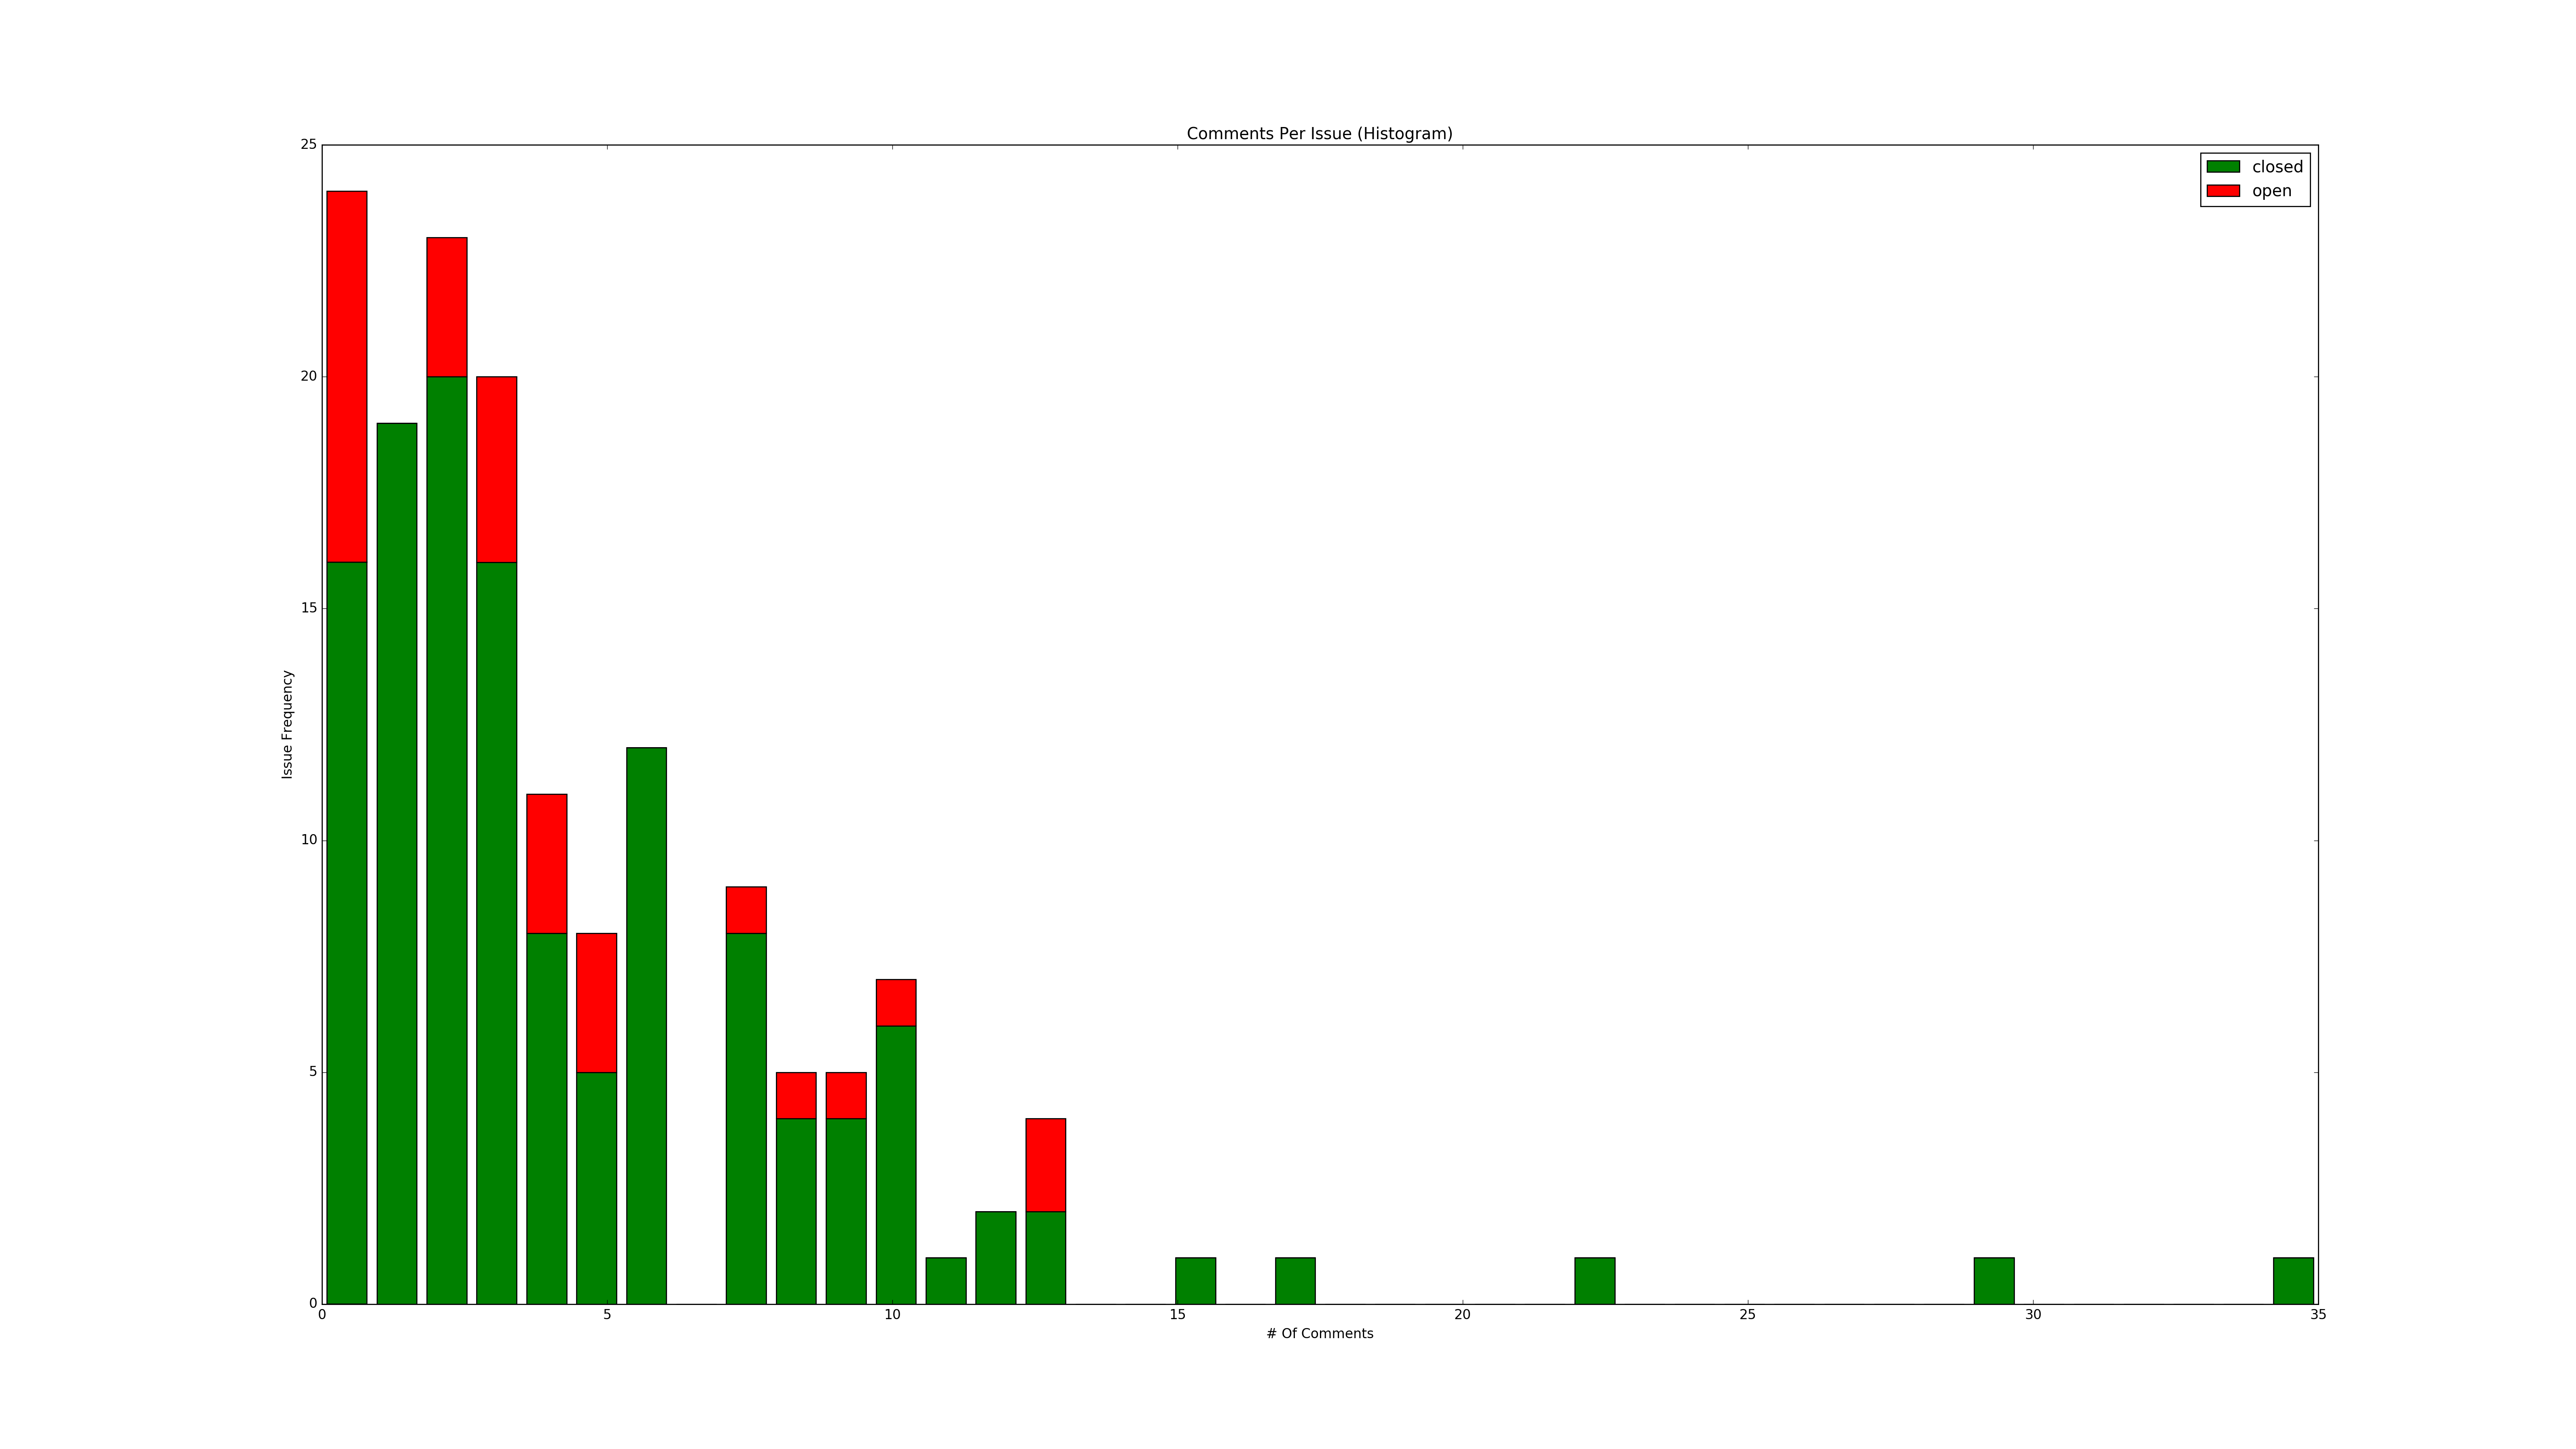 Comments Per Issue (Histogram)
closed
open
25
20
15
10
5
0
Issue Frequency
0 5 10 15 20 25 30 35
# Of Comments